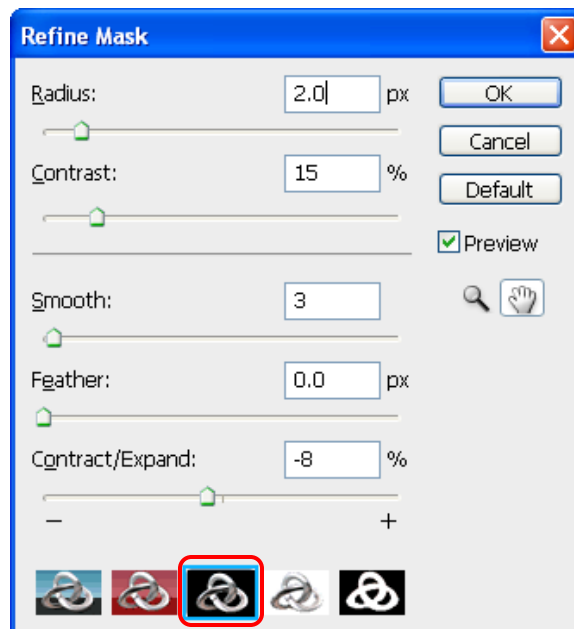 Refine Mask
Radius: 2.0 px
OK
Cancel
Contrast: 15 %
Default
Preview
Smooth: 3
Feather: 0.0 px
Contract/Expand: -8 %
− +